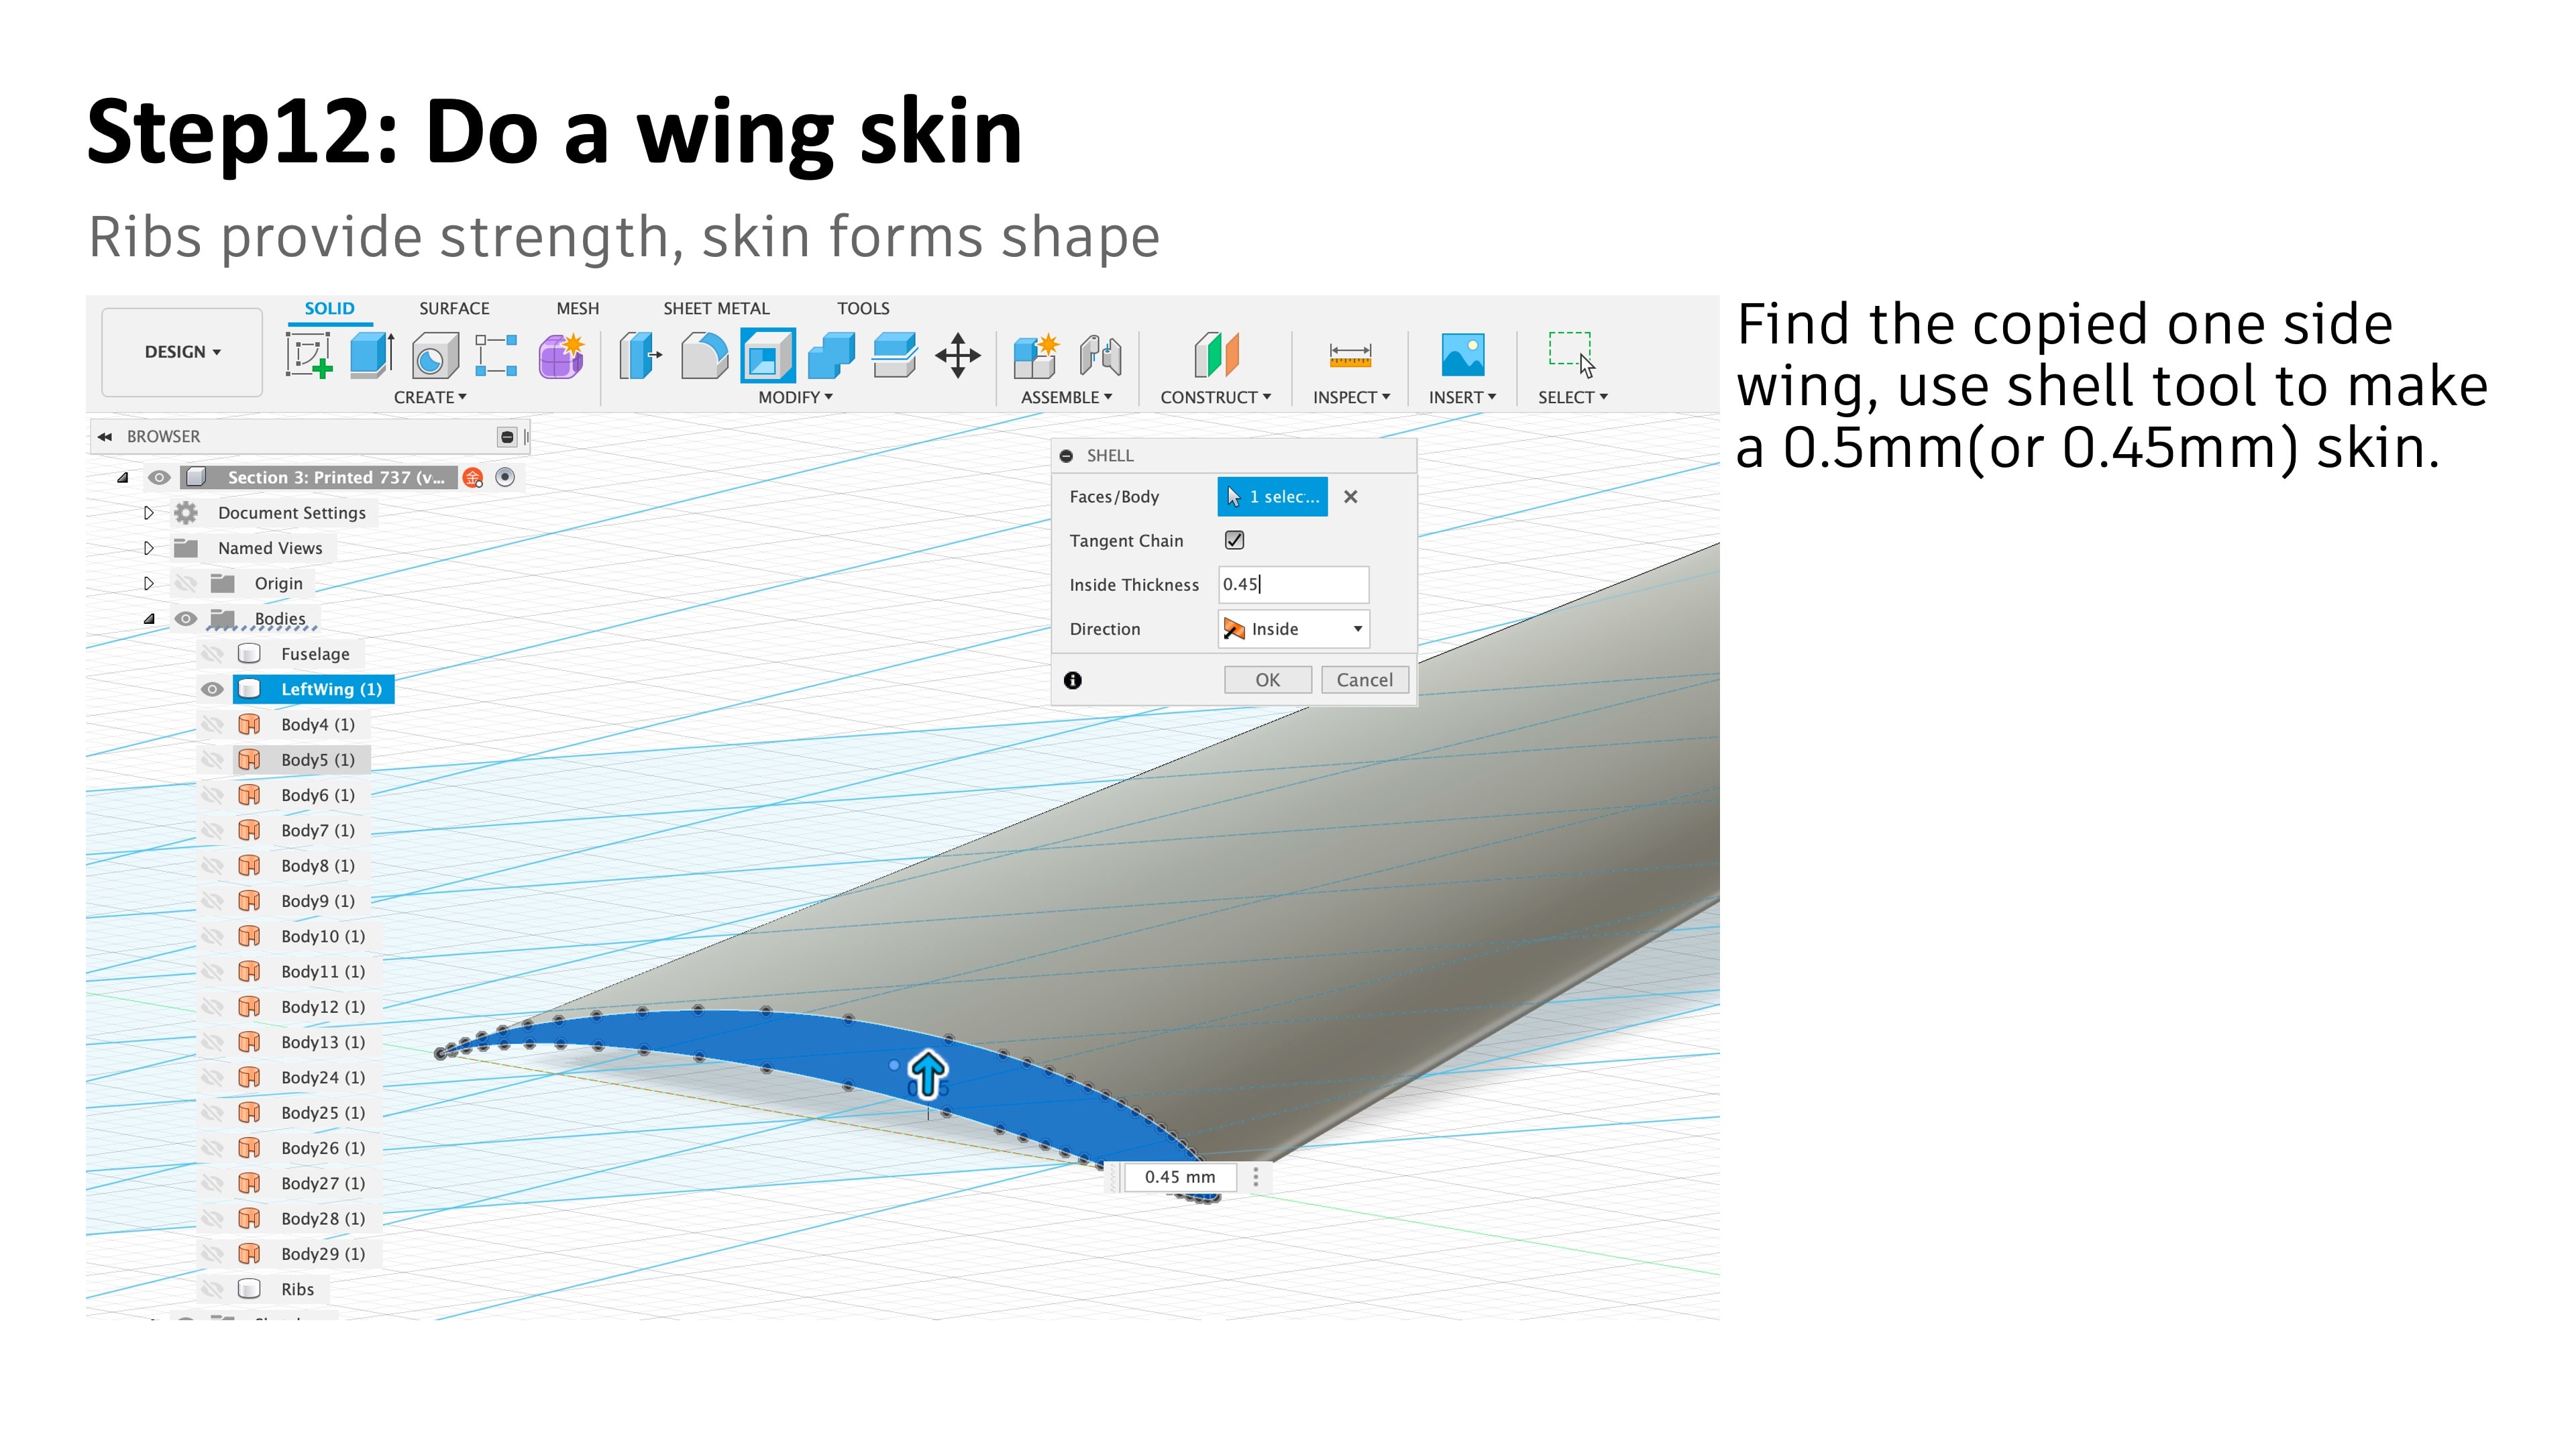 Step12: Do a wing skin
Ribs provide strength, skin forms shape
SOLID SURFACE MESH SHEET METAL TOOLS
DESIGN
CREATE MODIFY ASSEMBLE CONSTRUCT INSPECT INSERT SELECT
BROWSER
Section 3: Printed 737 (v...
Document Settings
Named Views
Origin
Bodies
Fuselage
LeftWing (1)
Body4 (1)
Body5 (1)
Body6 (1)
Body7 (1)
Body8 (1)
Body9 (1)
Body10 (1)
Body11 (1)
Body12 (1)
Body13 (1)
Body24 (1)
Body25 (1)
Body26 (1)
Body27 (1)
Body28 (1)
Body29 (1)
Ribs
SHELL
Faces/Body 1 selec...
Tangent Chain
Inside Thickness 0.45
Direction Inside
OK Cancel
0.45 mm
Find the copied one side
wing, use shell tool to make
a 0.5mm(or 0.45mm) skin.